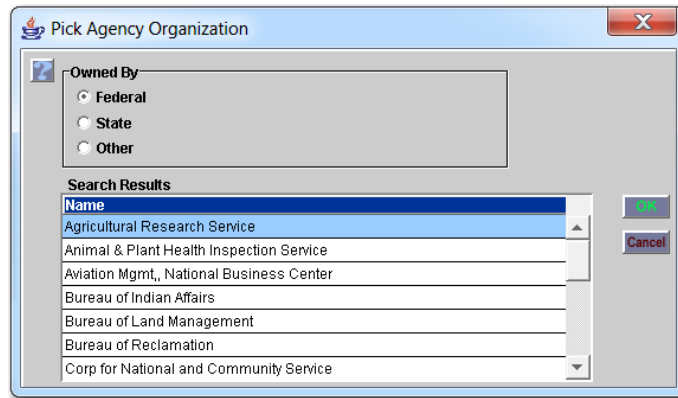 Pick Agency Organization
X
?
Owned By
Federal
State
Other
Search Results
Name
OK
Agricultural Research Service
Animal & Plant Health Inspection Service
Cancel
Aviation Mgmt,, National Business Center
Bureau of Indian Affairs
Bureau of Land Management
Bureau of Reclamation
Corp for National and Community Service